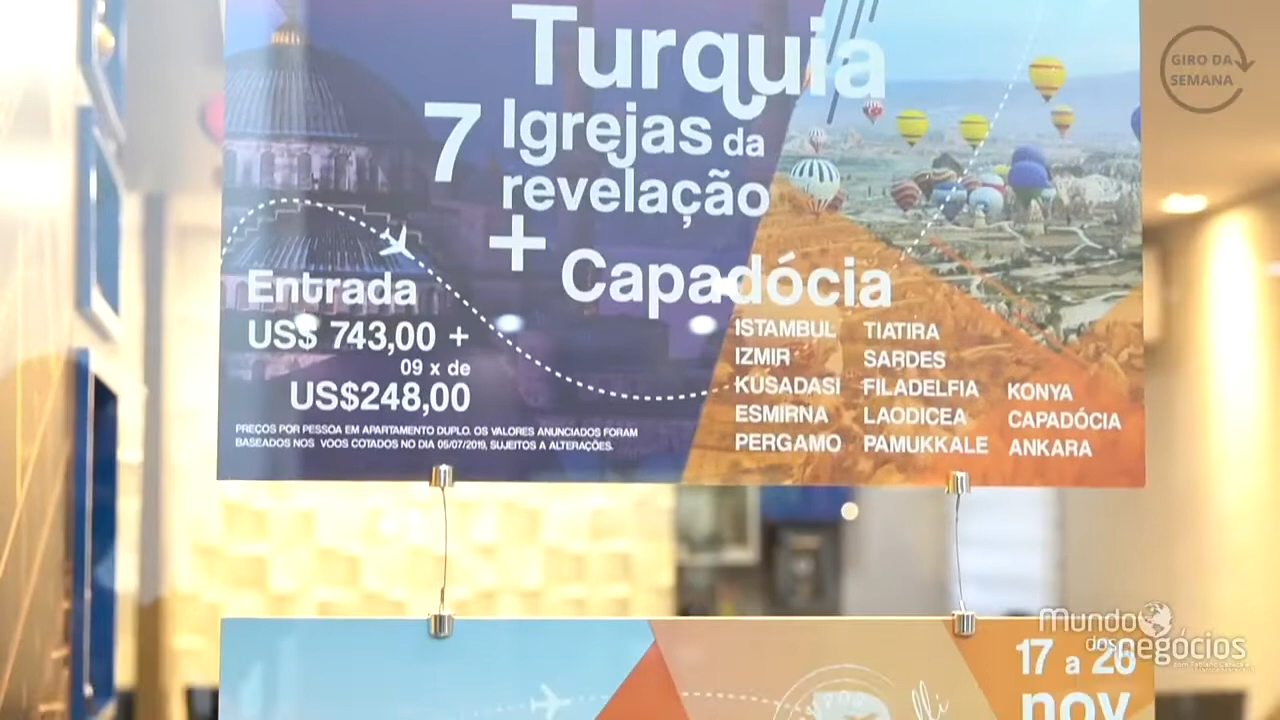 Turquia
7 Igrejas da
revelação
+ Capadócia
Entrada
US$ 743,00 +
09 x de
US$248,00
PREÇOS POR PESSOA EM APARTAMENTO DUPLO. OS VALORES ANUNCIADOS FORAM
BASEADOS NOS VOOS COTADOS NO DIA 05/07/2019, SUJEITOS A ALTERAÇÕES.
ISTAMBUL
IZMIR
KUSADASI
ESMIRNA
PERGAMO
TIATIRA
SARDES
FILADELFIA
LAODICEA
PAMUKKALE
KONYA
CAPADÓCIA
ANKARA
GIRO DA
SEMANA
Mundo
dos negócios
17 a 26
nov